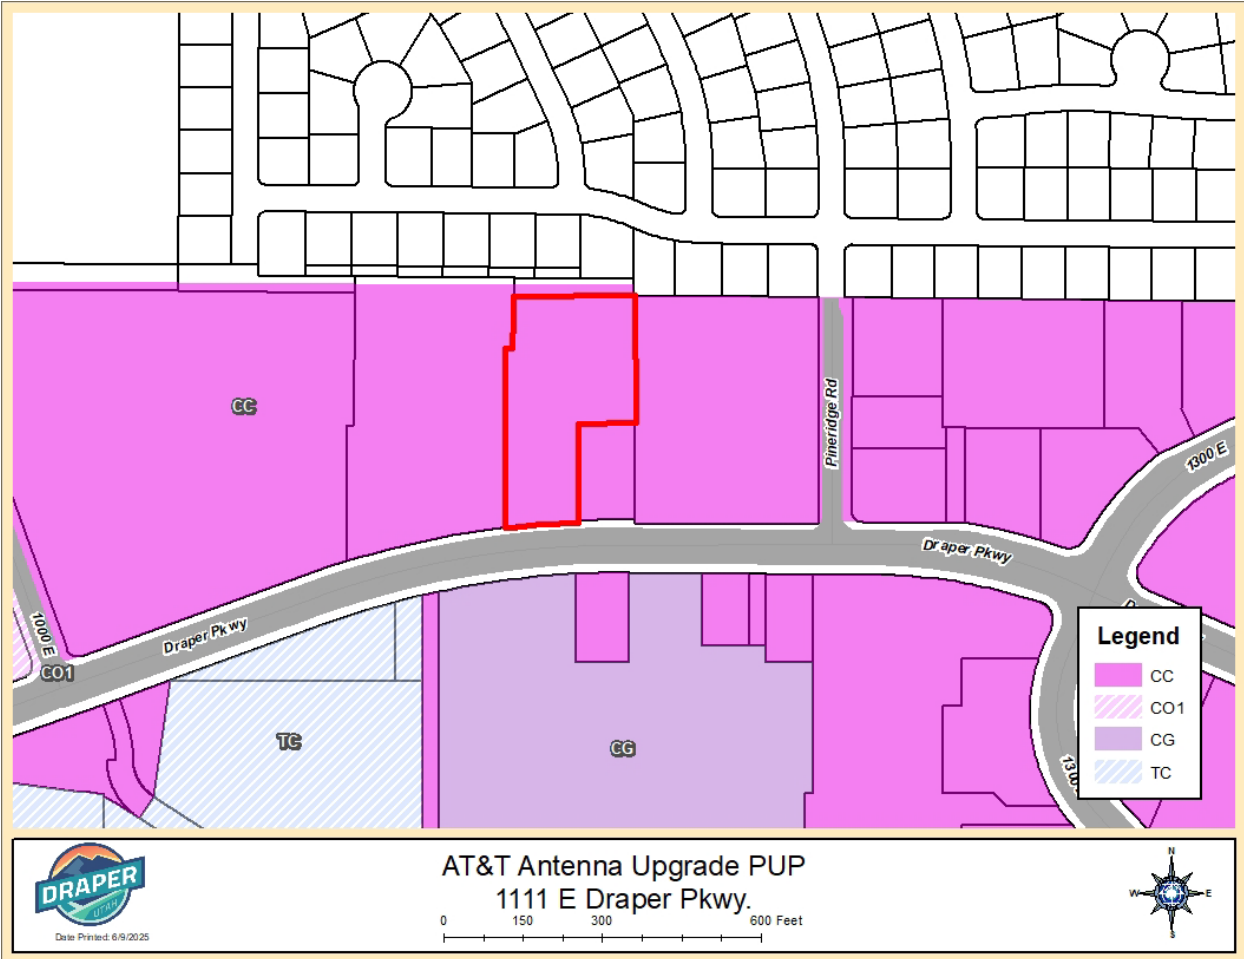 CC
Pineridge Rd
1300 E
Draper Pkwy
1000 E
Draper Pkwy
CO1
TC
CG
Legend
CC
CO1
CG
TC
DRAPER
UTAH
Date Printed: 6/9/2025
AT&T Antenna Upgrade PUP
1111 E Draper Pkwy.
0 150 300 600 Feet
N
W E
S